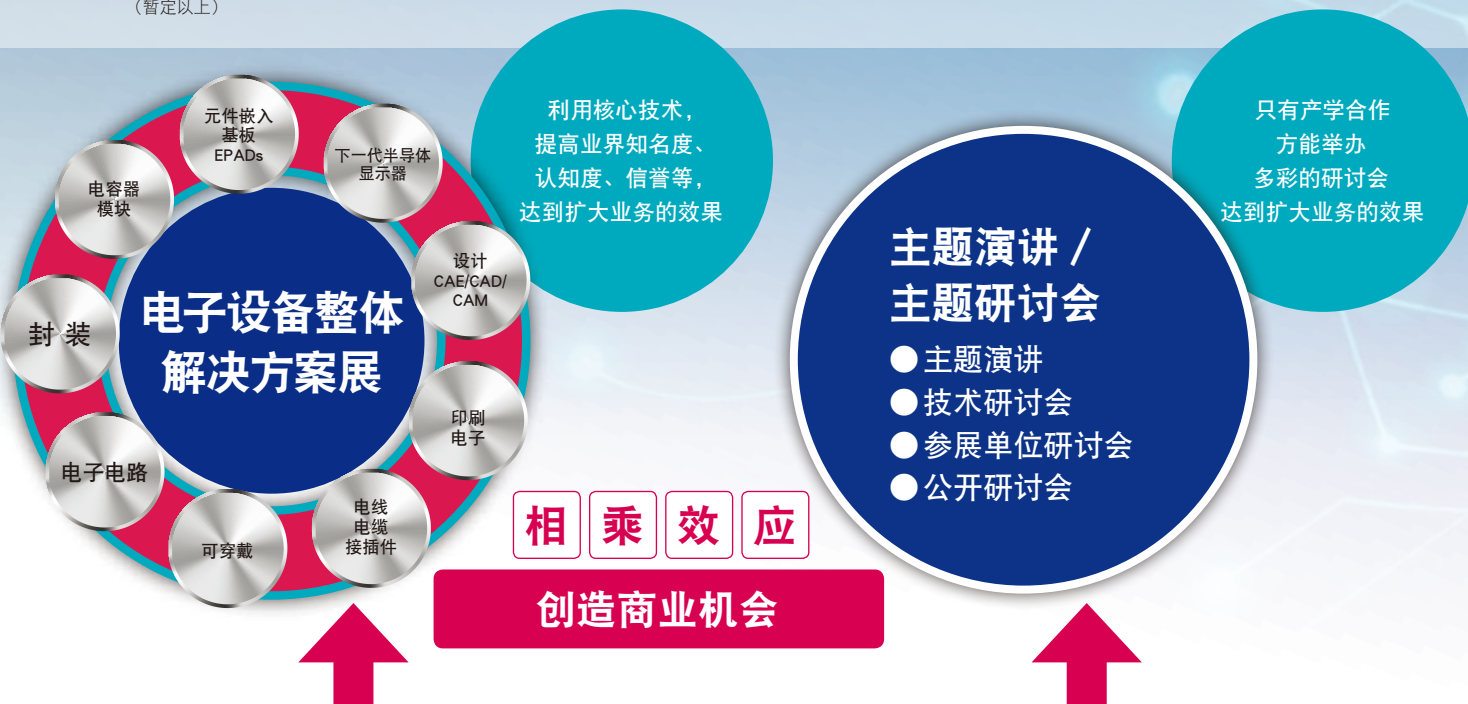 （暂定以上）
元件嵌入
基板
EPADs
下一代半导体
显示器
设计
CAE/CAD/
CAM
印刷
电子
电线
电缆
接插件
可穿戴
电子电路
封 装
电容器
模块
电子设备整体
解决方案展
利用核心技术，
提高业界知名度、
认知度、信誉等，
达到扩大业务的效果
相乘效应
创造商业机会
主题演讲 /
主题研讨会
●主题演讲
●技术研讨会
●参展单位研讨会
●公开研讨会
只有产学合作
方能举办
多彩的研讨会
达到扩大业务的效果